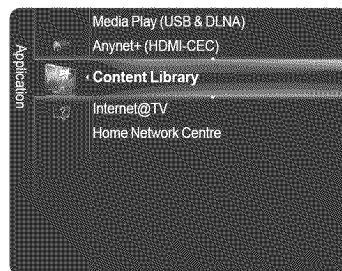 Application
Media Play (USB & DLNA)
Anynet+ (HDMI-CEC)
Content Library
Internet@TV
Home Network Centre